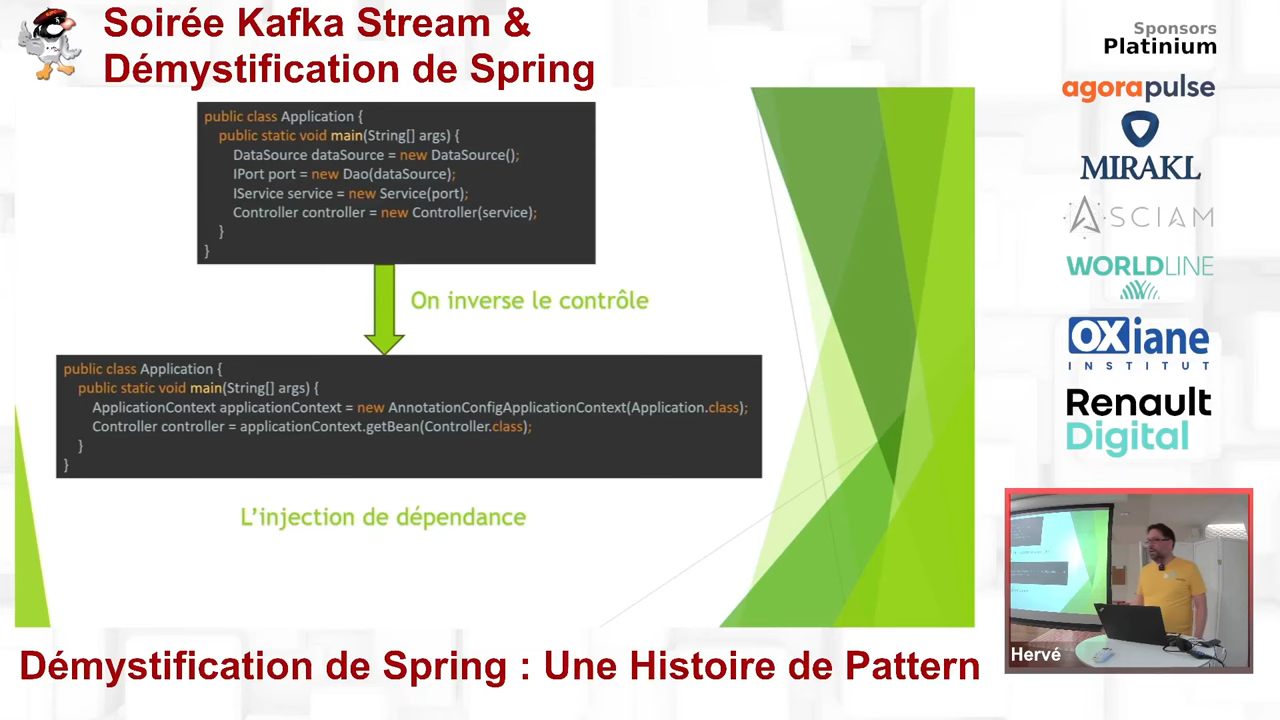 Soirée Kafka Stream &
Démystification de Spring
public class Application {
public static void main(String[] args) {
DataSource dataSource = new DataSource();
IPort port = new Dao(dataSource);
IService service = new Service(port);
Controller controller = new Controller(service);
}
}
On inverse le contrôle
public class Application {
public static void main(String[] args) {
ApplicationContext applicationContext = new AnnotationConfigApplicationContext(Application.class);
Controller controller = applicationContext.getBean(Controller.class);
}
}
L'injection de dépendance
Sponsors
Platinium
agorapulse
MIRAKL
ASCIAM
WORLDLINE
OXiane
INSTITUT
Renault
Digital
Hervé
Démystification de Spring : Une Histoire de Pattern